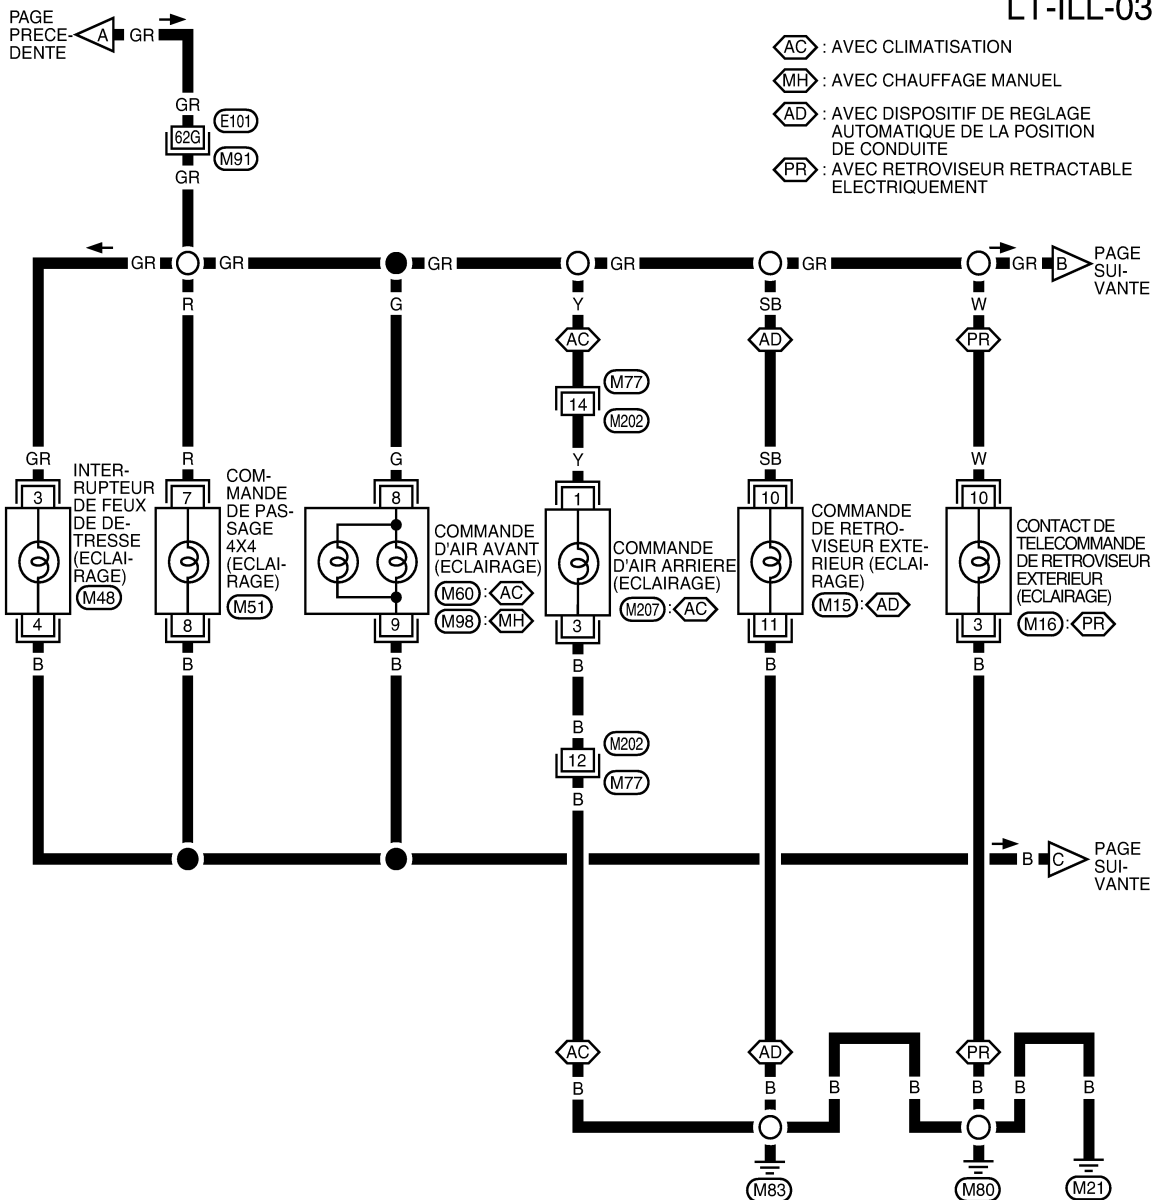 LT-ILL-03
PAGE
PRECE-
DENTE
A
GR
AC : AVEC CLIMATISATION
MH : AVEC CHAUFFAGE MANUEL
AD : AVEC DISPOSITIF DE REGLAGE
AUTOMATIQUE DE LA POSITION
DE CONDUITE
PR : AVEC RETROVISEUR RETRACTABLE
ELECTRIQUEMENT
GR
62G
E101
M91
GR
GR GR GR GR GR GR B
PAGE
SUI-
VANTE
R G Y SB W
AC AD PR
14
M77
M202
GR R G Y SB W
3
INTER-
RUPTEUR
DE FEUX
DE DE-
TRESSE
(ECLAI-
RAGE)
M48
4
7
COM-
MANDE
DE PAS-
SAGE
4X4
(ECLAI-
RAGE)
M51
8
8
COMMANDE
D'AIR AVANT
(ECLAIRAGE)
M60 : AC
M98 : MH
9
1
COMMANDE
D'AIR ARRIERE
(ECLAIRAGE)
M207 : AC
3
10
COMMANDE
DE RETRO-
VISEUR EXTE-
RIEUR (ECLAI-
RAGE)
M15 : AD
11
10
CONTACT DE
TELECOMMANDE
DE RETROVISEUR
EXTERIEUR
(ECLAIRAGE)
M16 : PR
3
B B B B B B
B
12
M202
M77
B
B C
PAGE
SUI-
VANTE
AC AD PR
B B B B B B B
M83 M80 M21